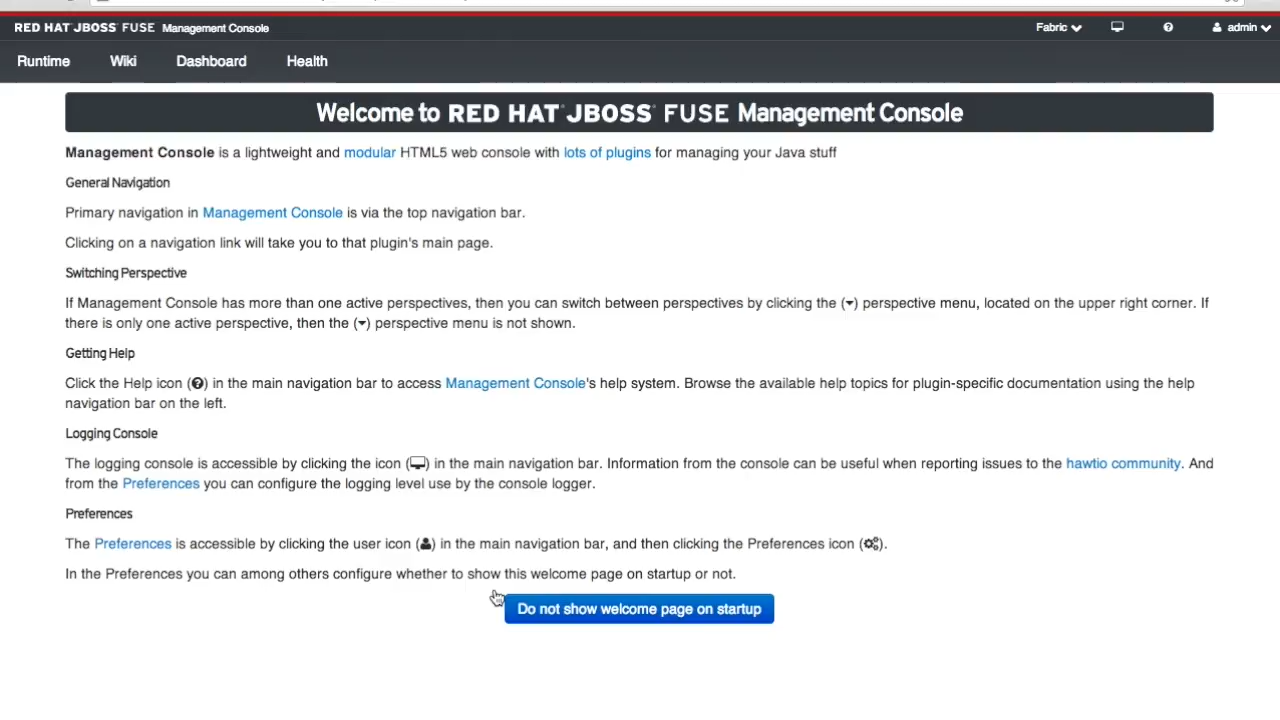 RED HAT JBOSS FUSE Management Console
Fabric
admin
Runtime Wiki Dashboard Health
Welcome to RED HAT JBOSS FUSE Management Console
Management Console is a lightweight and modular HTML5 web console with lots of plugins for managing your Java stuff
General Navigation
Primary navigation in Management Console is via the top navigation bar.
Clicking on a navigation link will take you to that plugin's main page.
Switching Perspective
If Management Console has more than one active perspectives, then you can switch between perspectives by clicking the () perspective menu, located on the upper right corner. If
there is only one active perspective, then the () perspective menu is not shown.
Getting Help
Click the Help icon (?) in the main navigation bar to access Management Console's help system. Browse the available help topics for plugin-specific documentation using the help
navigation bar on the left.
Logging Console
The logging console is accessible by clicking the icon () in the main navigation bar. Information from the console can be useful when reporting issues to the hawtio community. And
from the Preferences you can configure the logging level use by the console logger.
Preferences
The Preferences is accessible by clicking the user icon () in the main navigation bar, and then clicking the Preferences icon ().
In the Preferences you can among others configure whether to show this welcome page on startup or not.
Do not show welcome page on startup